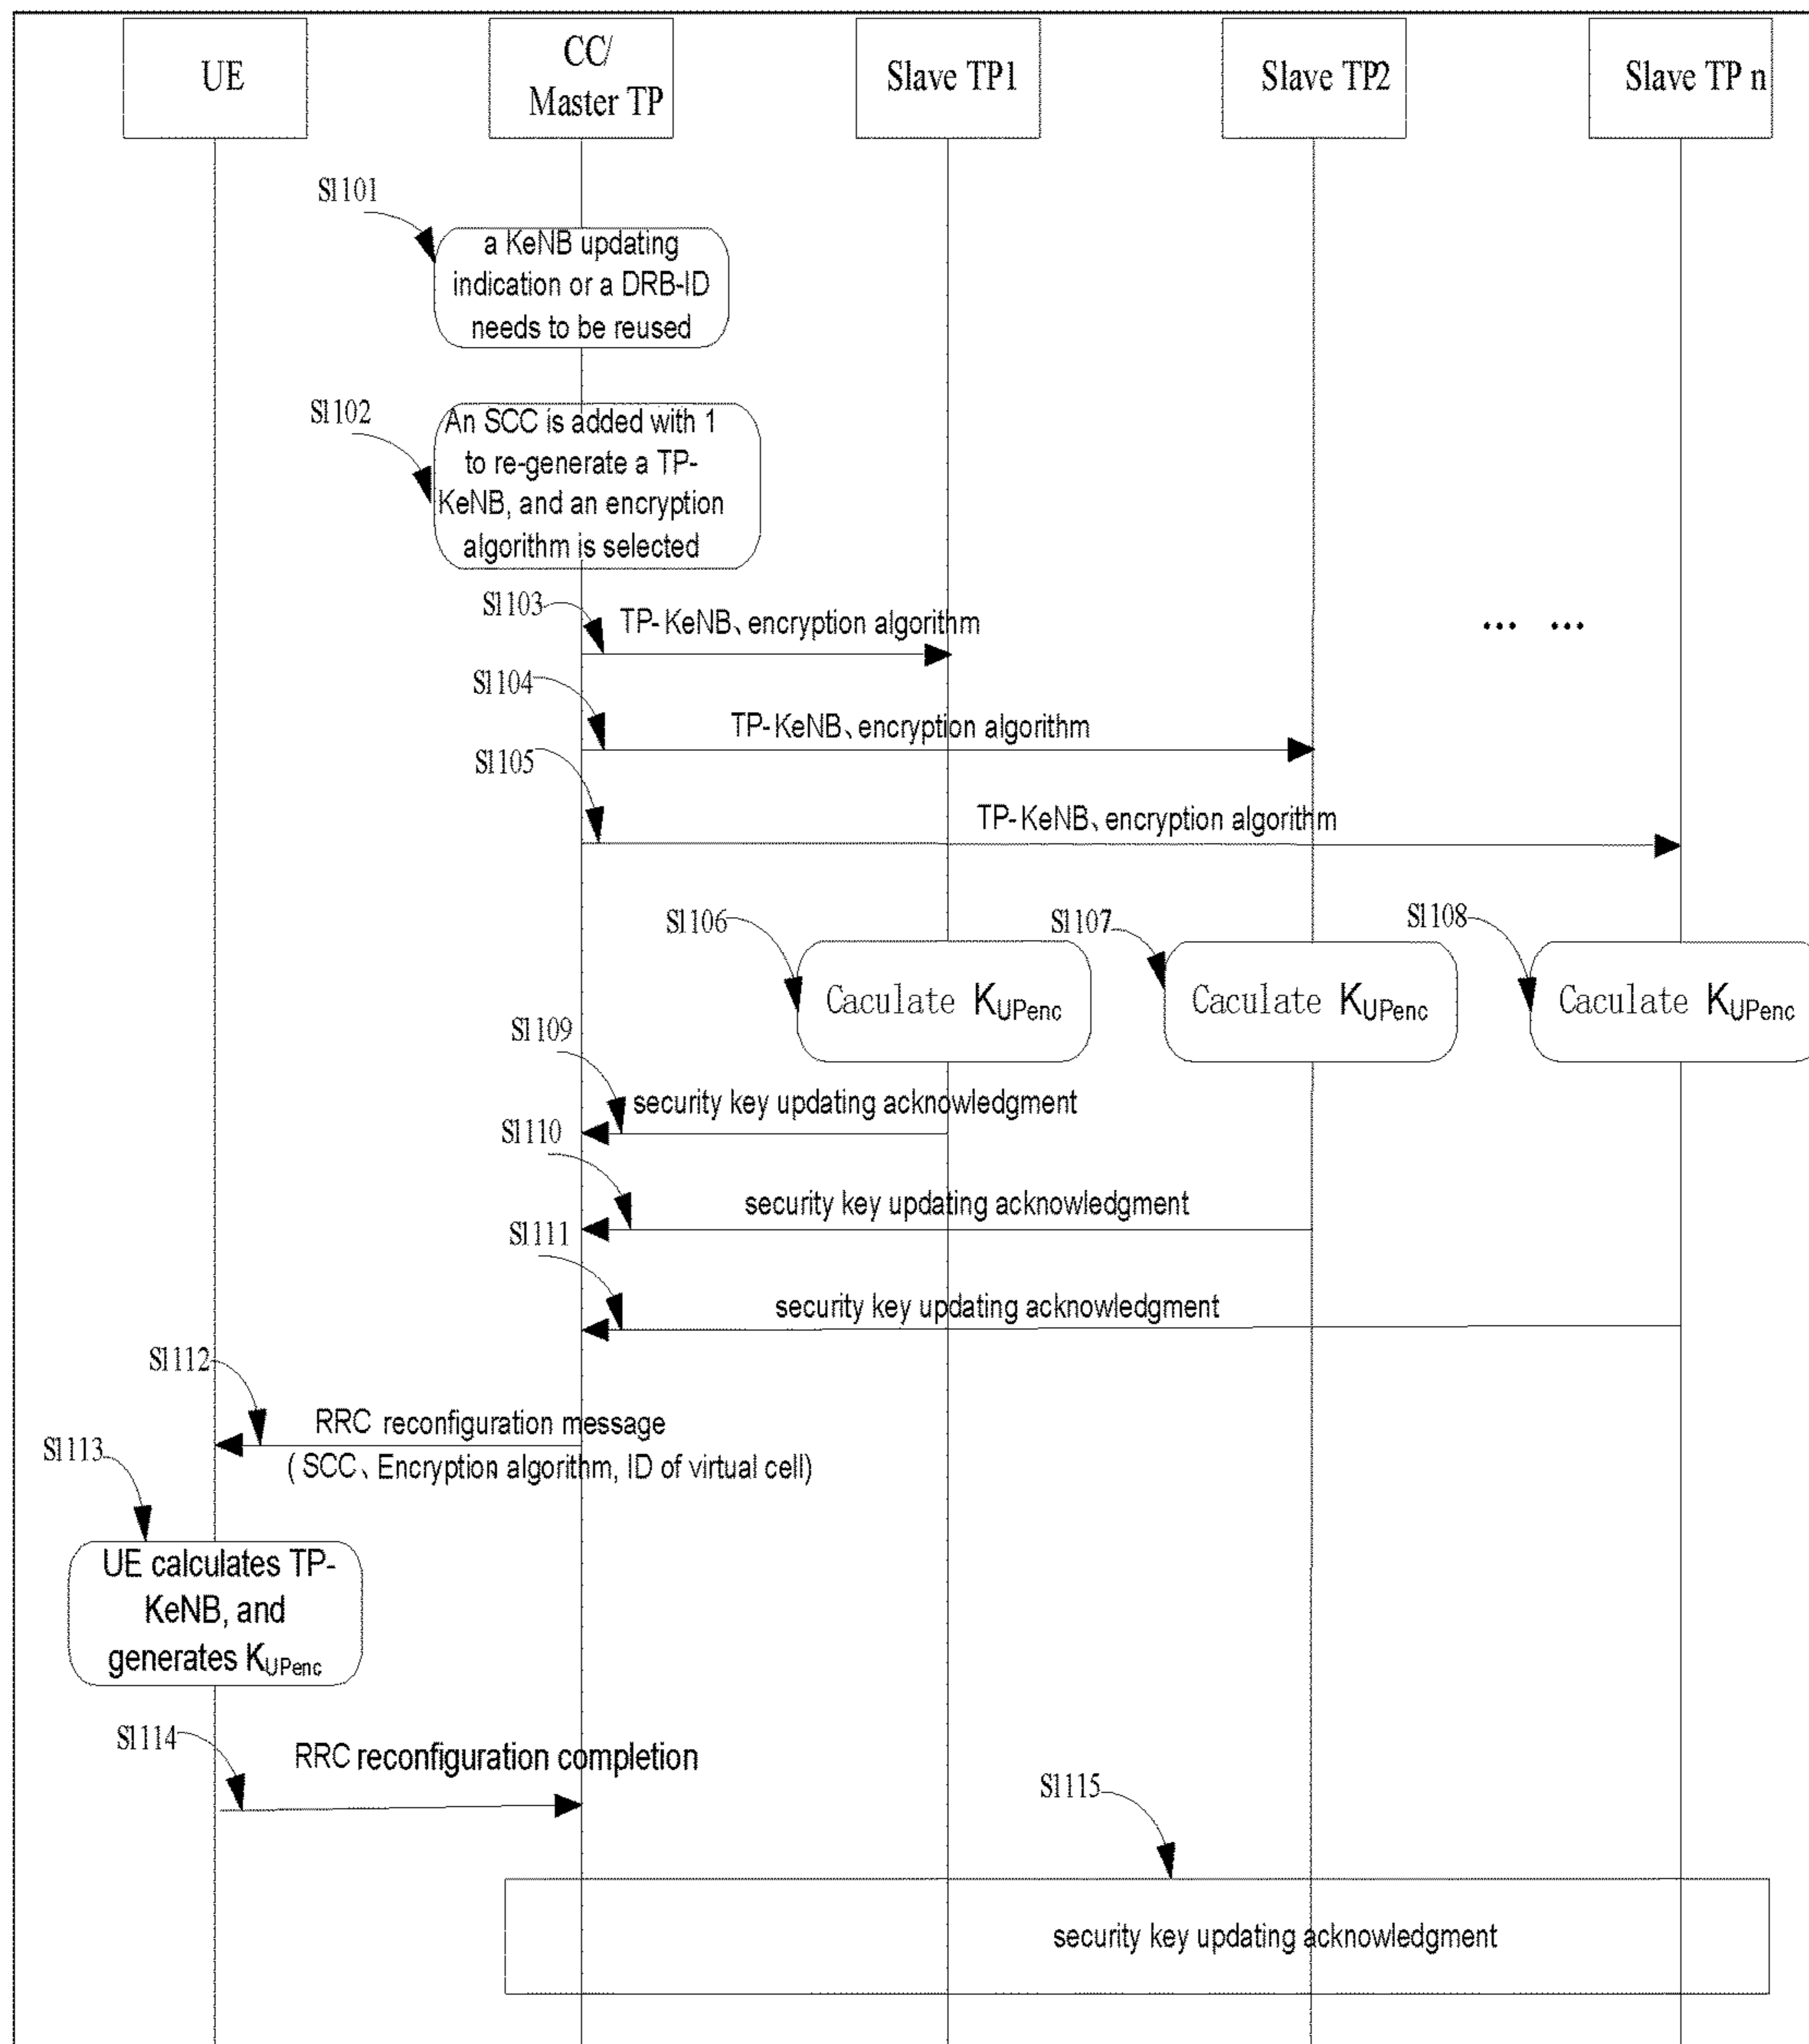 UE
CC/
Master TP
Slave TP1
Slave TP2
Slave TP n
S1101
a KeNB updating
indication or a DRB-ID
needs to be reused
S1102
An SCC is added with 1
to re-generate a TP-
KeNB, and an encryption
algorithm is selected
S1103
TP-KeNB、encryption algorithm
... ...
S1104
TP-KeNB、encryption algorithm
S1105
TP-KeNB、encryption algorithm
S1106
S1107
S1108
Caculate KUPenc
Caculate KUPenc
Caculate KUPenc
S1109
security key updating acknowledgment
S1110
security key updating acknowledgment
S1111
security key updating acknowledgment
S1112
RRC reconfiguration message
( SCC、Encryption algorithm, ID of virtual cell)
S1113
UE calculates TP-
KeNB, and
generates KUPenc
S1114
RRC reconfiguration completion
S1115
security key updating acknowledgment